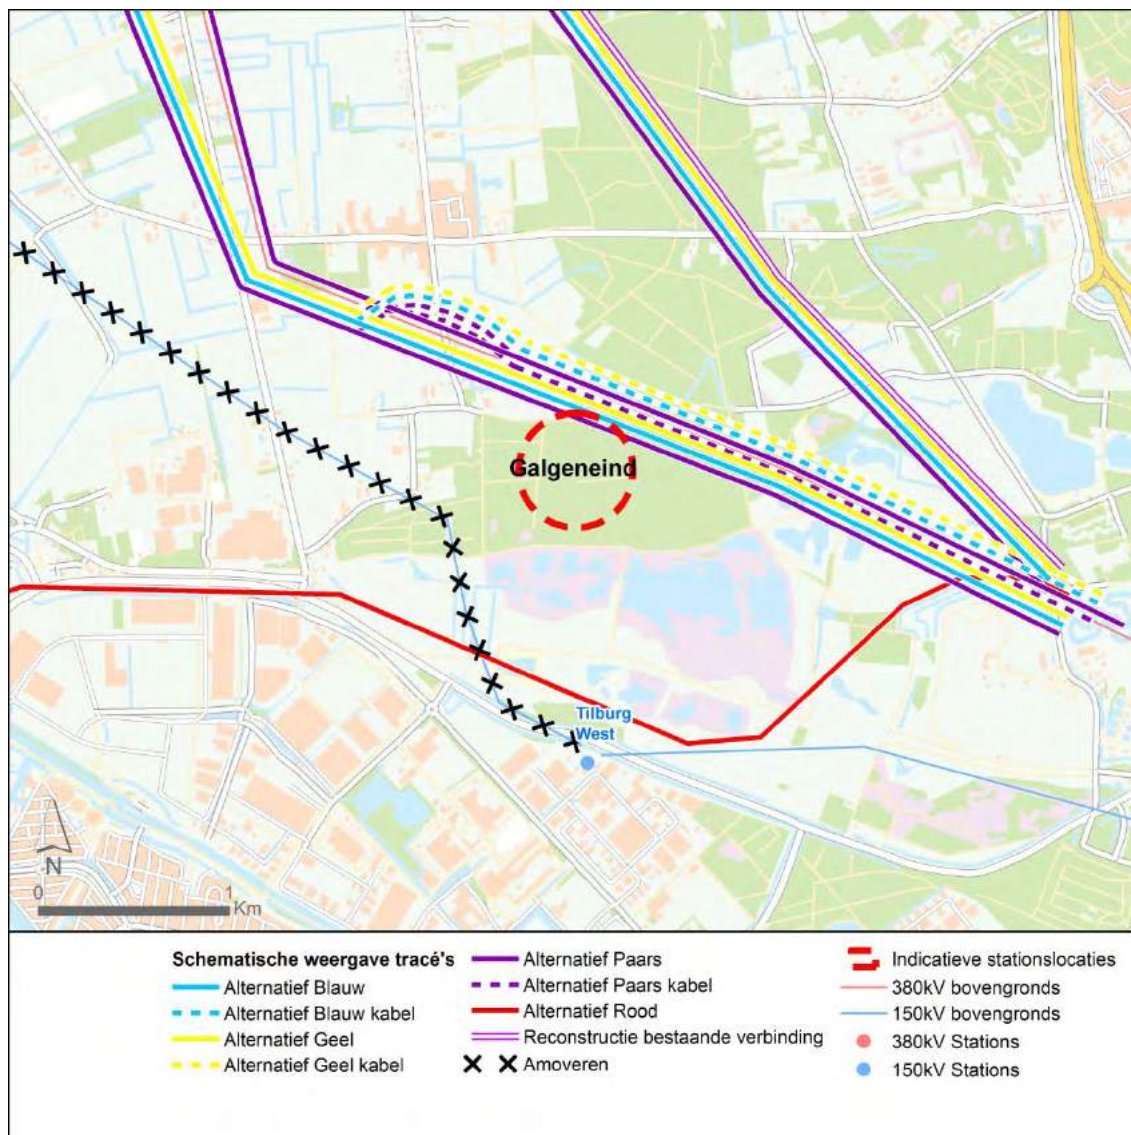 Galgeneind
Tilburg
West
N
0 1
Km
Schematische weergave tracé's
Alternatief Blauw
Alternatief Blauw kabel
Alternatief Geel
Alternatief Geel kabel
Alternatief Paars
Alternatief Paars kabel
Alternatief Rood
Reconstructie bestaande verbinding
Amoveren
Indicatieve stationslocaties
380kV bovengronds
150kV bovengronds
380kV Stations
150kV Stations